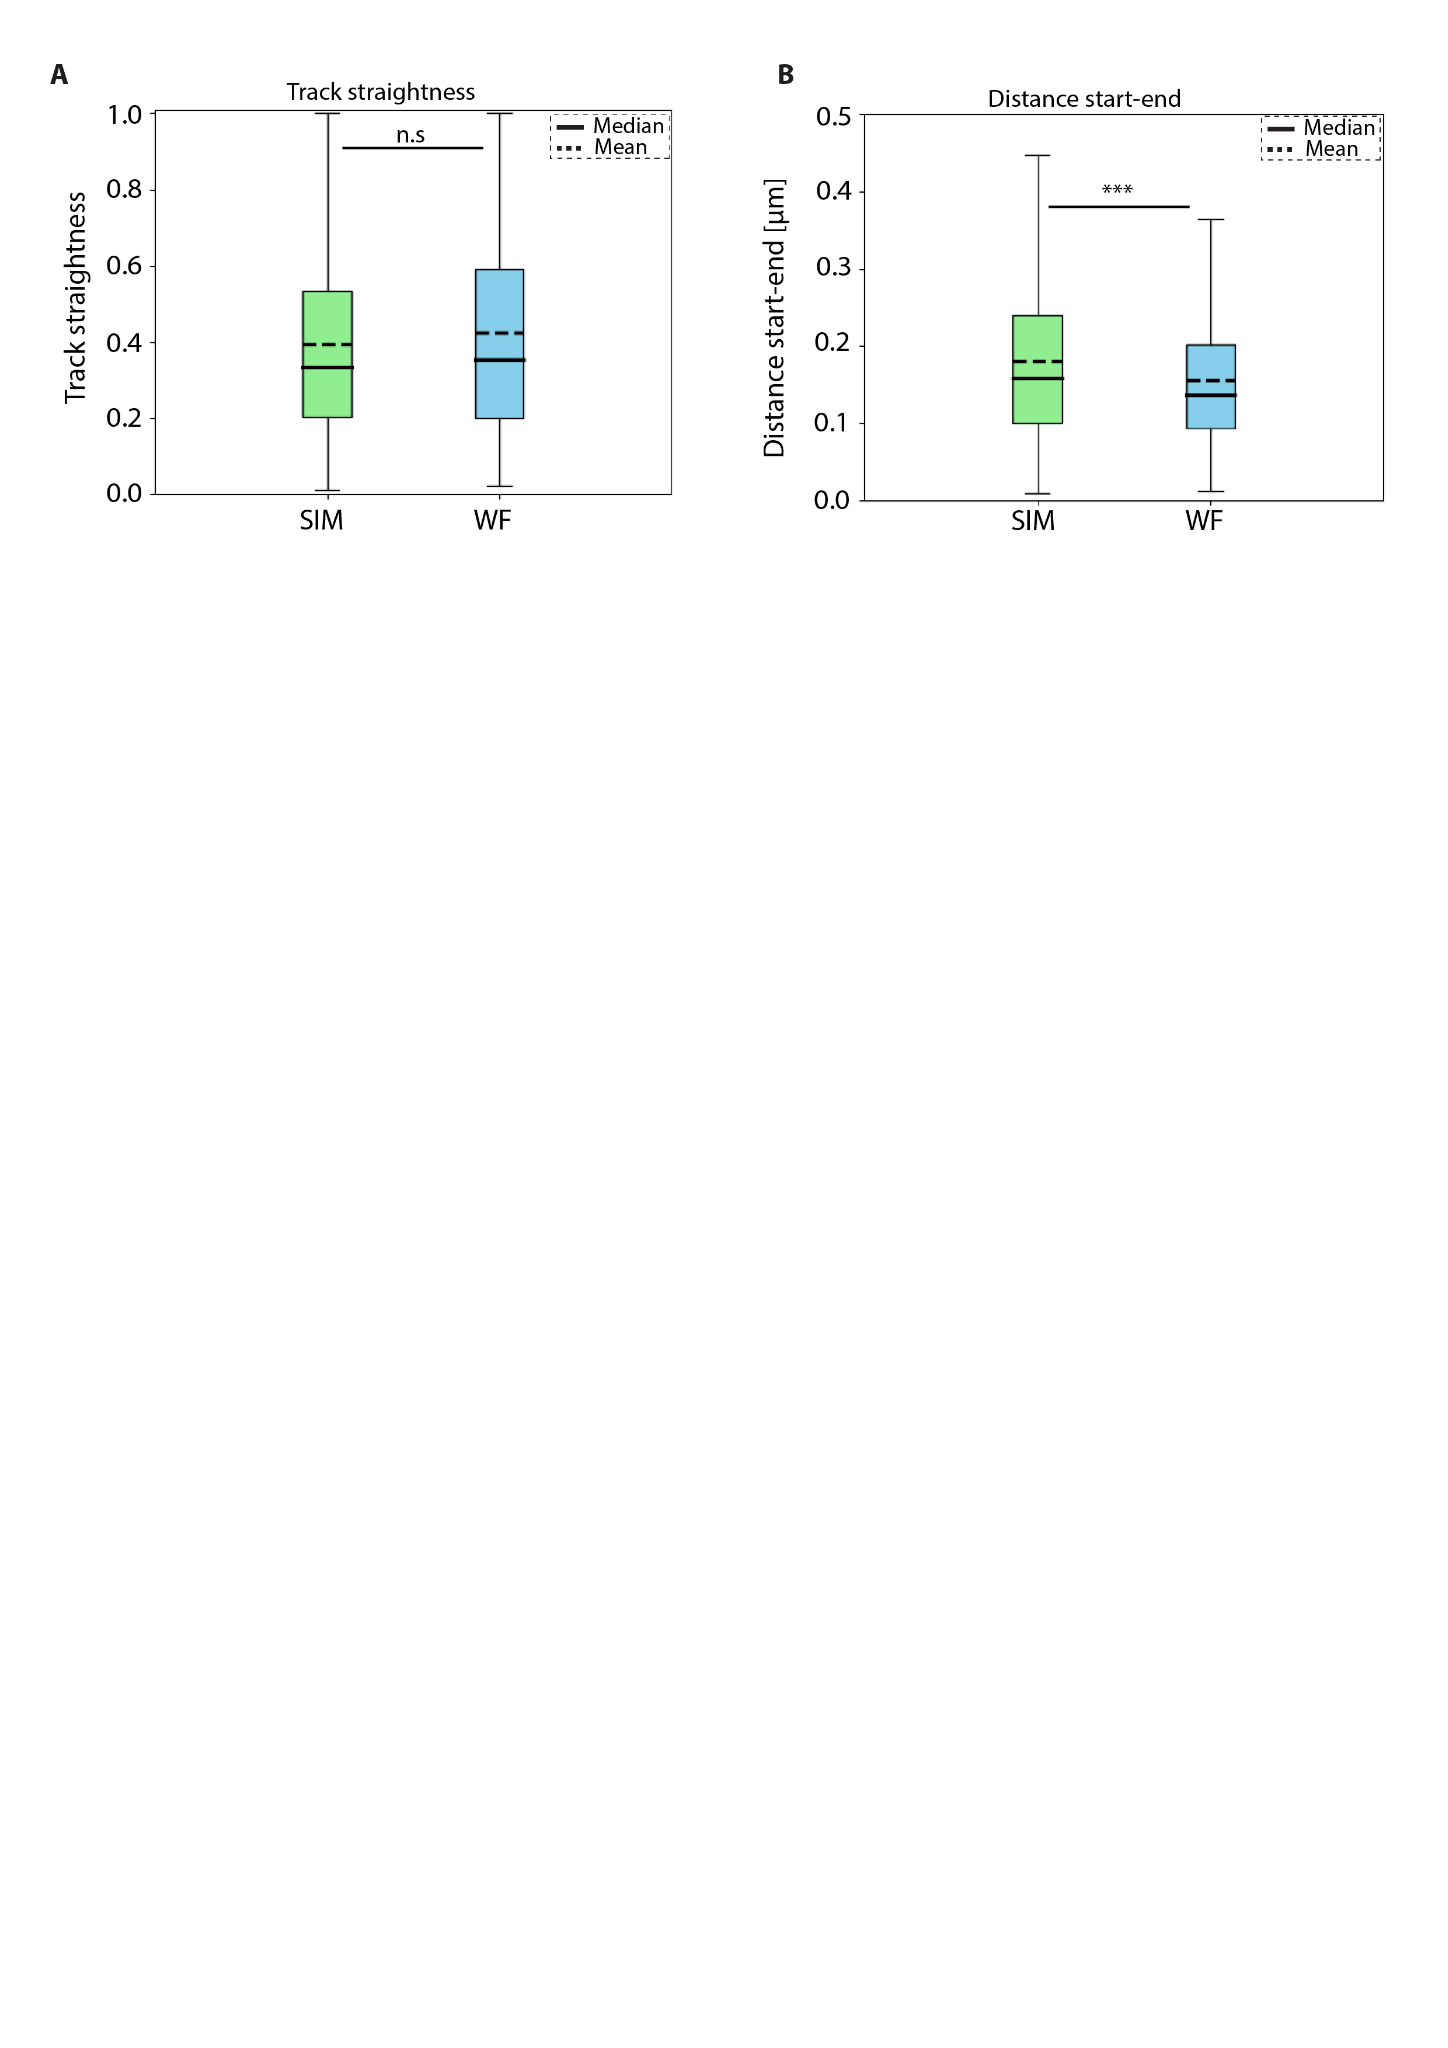 A
Track straightness
Median
Mean
n.s
Track straightness
1.0
0.8
0.6
0.4
0.2
0.0
SIM
WF
B
Distance start-end
Median
Mean
***
Distance start-end [µm]
0.5
0.4
0.3
0.2
0.1
0.0
SIM
WF